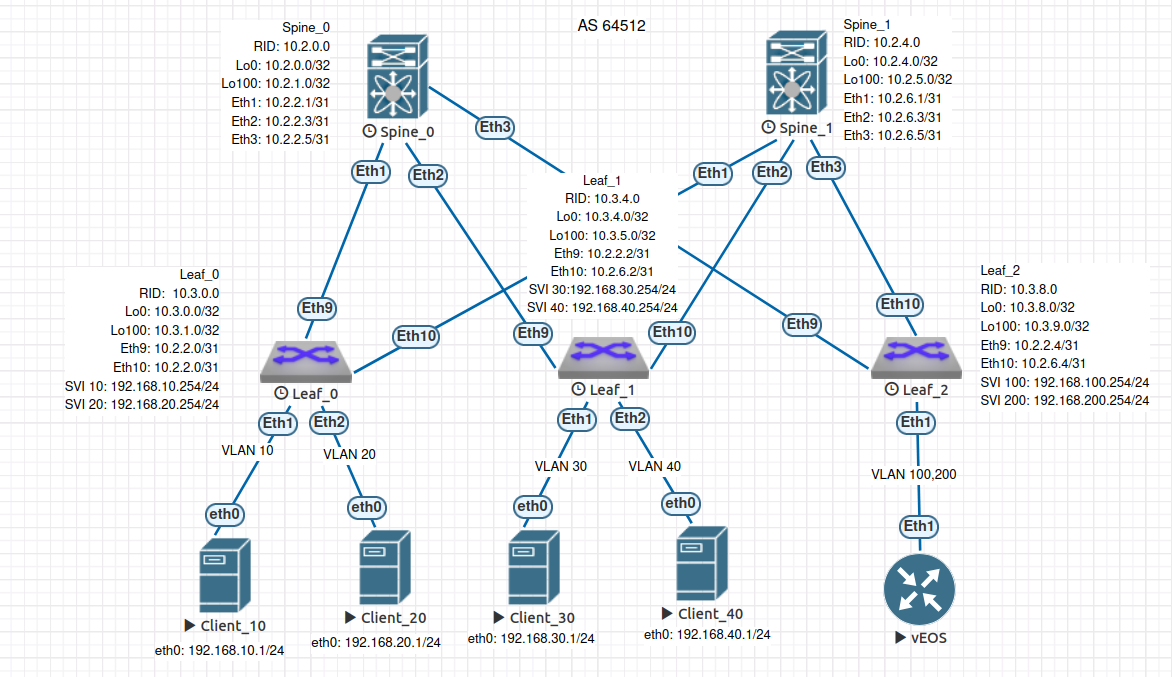 AS 64512
Spine_0
RID: 10.2.0.0
Lo0: 10.2.0.0/32
Lo100: 10.2.1.0/32
Eth1: 10.2.2.1/31
Eth2: 10.2.2.3/31
Eth3: 10.2.2.5/31
Spine_0
Spine_1
RID: 10.2.4.0
Lo0: 10.2.4.0/32
Lo100: 10.2.5.0/32
Eth1: 10.2.6.1/31
Eth2: 10.2.6.3/31
Eth3: 10.2.6.5/31
Spine_1
Eth3
Eth1
Eth2
Eth1
Eth2
Eth3
Leaf_1
RID: 10.3.4.0
Lo0: 10.3.4.0/32
Lo100: 10.3.5.0/32
Eth9: 10.2.2.2/31
Eth10: 10.2.6.2/31
SVI 30:192.168.30.254/24
SVI 40: 192.168.40.254/24
Leaf_0
RID: 10.3.0.0
Lo0: 10.3.0.0/32
Lo100: 10.3.1.0/32
Eth9: 10.2.2.0/31
Eth10: 10.2.2.0/31
SVI 10: 192.168.10.254/24
SVI 20: 192.168.20.254/24
Leaf_2
RID: 10.3.8.0
Lo0: 10.3.8.0/32
Lo100: 10.3.9.0/32
Eth9: 10.2.2.4/31
Eth10: 10.2.6.4/31
SVI 100: 192.168.100.254/24
SVI 200: 192.168.200.254/24
Eth9
Eth10
Eth9
Eth10
Eth9
Eth10
Leaf_0
Leaf_1
Leaf_2
Eth1
Eth2
Eth1
Eth2
Eth1
VLAN 10
VLAN 20
VLAN 30
VLAN 40
VLAN 100,200
eth0
eth0
eth0
eth0
Eth1
Client_10
eth0: 192.168.10.1/24
Client_20
eth0: 192.168.20.1/24
Client_30
eth0: 192.168.30.1/24
Client_40
eth0: 192.168.40.1/24
vEOS